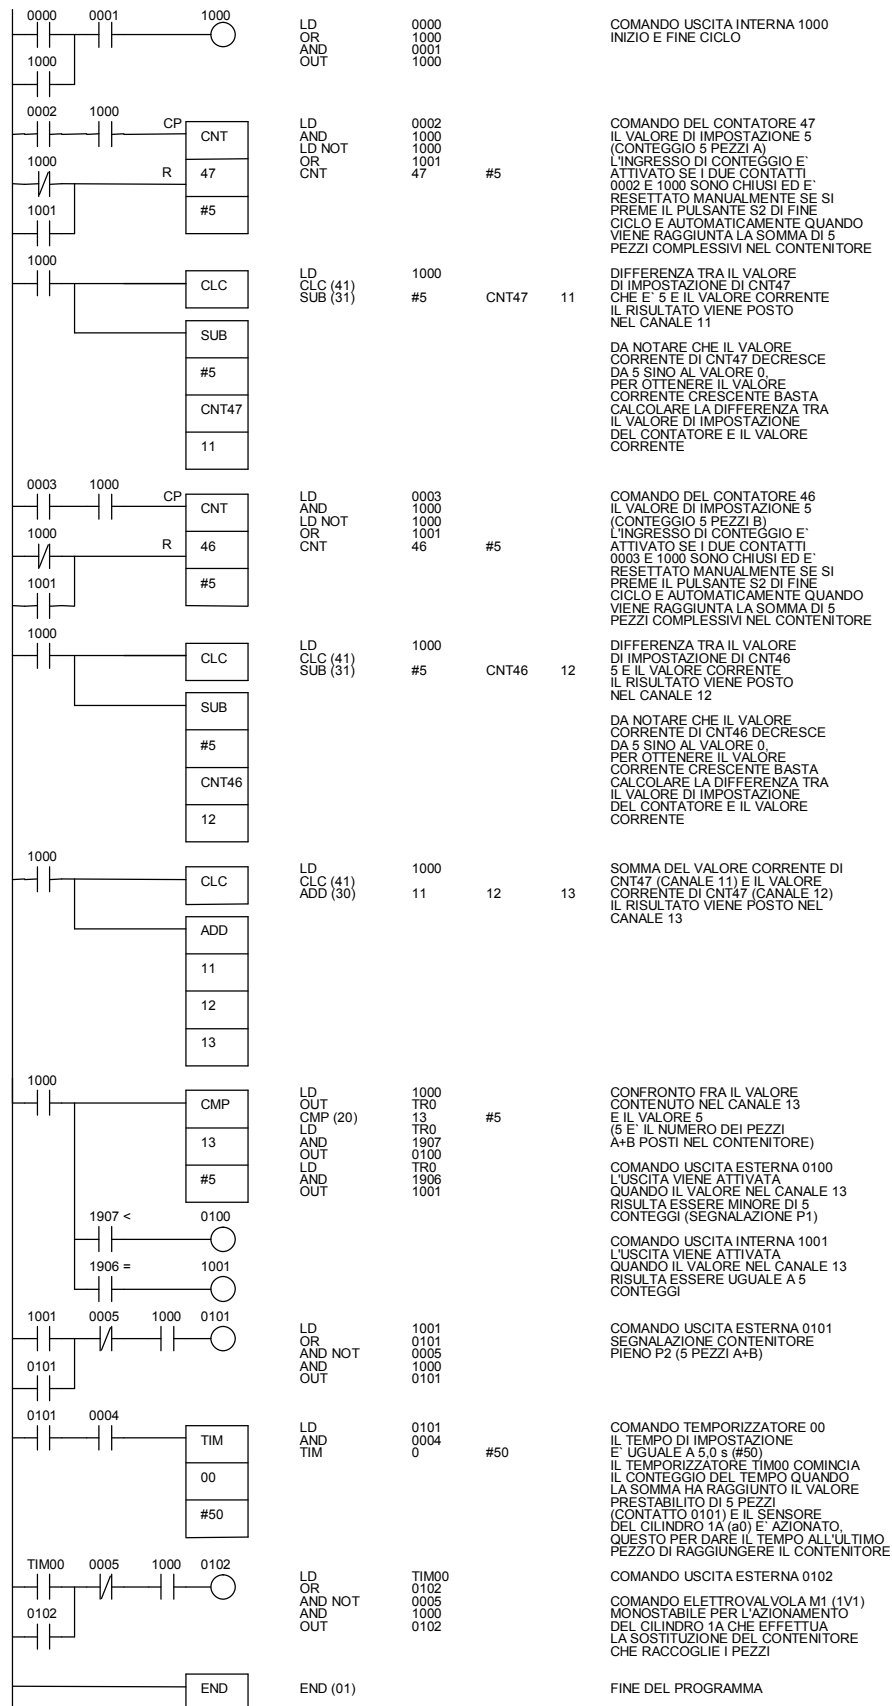 0000 0001 1000
1000
LD 0000
OR 1000
AND 0001
OUT 1000
COMANDO USCITA INTERNA 1000
INIZIO E FINE CICLO
0002 1000 CP CNT
1000 R 47
1001 #5
LD 0002
AND 1000
LD NOT 1000
OR 1001
CNT 47 #5
COMANDO DEL CONTATORE 47
IL VALORE DI IMPOSTAZIONE 5
(CONTEGGIO 5 PEZZI A)
L'INGRESSO DI CONTEGGIO E`
ATTIVATO SE I DUE CONTATTI
0002 E 1000 SONO CHIUSI ED E`
RESETTATO MANUALMENTE SE SI
PREME IL PULSANTE S2 DI FINE
CICLO E AUTOMATICAMENTE QUANDO
VIENE RAGGIUNTA LA SOMMA DI 5
PEZZI COMPLESSIVI NEL CONTENITORE
1000 CLC
SUB
#5
CNT47
11
LD 1000
CLC (41)
SUB (31) #5 CNT47 11
DIFFERENZA TRA IL VALORE
DI IMPOSTAZIONE DI CNT47
CHE E` 5 E IL VALORE CORRENTE
IL RISULTATO VIENE POSTO
NEL CANALE 11
DA NOTARE CHE IL VALORE
CORRENTE DI CNT47 DECRESCE
DA 5 SINO AL VALORE 0,
PER OTTENERE IL VALORE
CORRENTE CRESCENTE BASTA
CALCOLARE LA DIFFERENZA TRA
IL VALORE DI IMPOSTAZIONE
DEL CONTATORE E IL VALORE
CORRENTE
0003 1000 CP CNT
1000 R 46
1001 #5
LD 0003
AND 1000
LD NOT 1000
OR 1001
CNT 46 #5
COMANDO DEL CONTATORE 46
IL VALORE DI IMPOSTAZIONE 5
(CONTEGGIO 5 PEZZI B)
L'INGRESSO DI CONTEGGIO E`
ATTIVATO SE I DUE CONTATTI
0003 E 1000 SONO CHIUSI ED E`
RESETTATO MANUALMENTE SE SI
PREME IL PULSANTE S2 DI FINE
CICLO E AUTOMATICAMENTE QUANDO
VIENE RAGGIUNTA LA SOMMA DI 5
PEZZI COMPLESSIVI NEL CONTENITORE
1000 CLC
SUB
#5
CNT46
12
LD 1000
CLC (41)
SUB (31) #5 CNT46 12
DIFFERENZA TRA IL VALORE
DI IMPOSTAZIONE DI CNT46
5 E IL VALORE CORRENTE
IL RISULTATO VIENE POSTO
NEL CANALE 12
DA NOTARE CHE IL VALORE
CORRENTE DI CNT46 DECRESCE
DA 5 SINO AL VALORE 0,
PER OTTENERE IL VALORE
CORRENTE CRESCENTE BASTA
CALCOLARE LA DIFFERENZA TRA
IL VALORE DI IMPOSTAZIONE
DEL CONTATORE E IL VALORE
CORRENTE
1000 CLC
ADD
11
12
13
LD 1000
CLC (41)
ADD (30) 11 12 13
SOMMA DEL VALORE CORRENTE DI
CNT47 (CANALE 11) E IL VALORE
CORRENTE DI CNT47 (CANALE 12)
IL RISULTATO VIENE POSTO NEL
CANALE 13
1000 CMP
13
#5
1907 < 0100
1906 = 1001
LD 1000
OUT TR0
CMP (20) 13 #5
LD TR0
AND 1907
OUT 0100
LD TR0
AND 1906
OUT 1001
CONFRONTO FRA IL VALORE
CONTENUTO NEL CANALE 13
E IL VALORE 5
(5 E` IL NUMERO DEI PEZZI
A+B POSTI NEL CONTENITORE)
COMANDO USCITA ESTERNA 0100
L'USCITA VIENE ATTIVATA
QUANDO IL VALORE NEL CANALE 13
RISULTA ESSERE MINORE DI 5
CONTEGGI (SEGNALAZIONE P1)
COMANDO USCITA INTERNA 1001
L'USCITA VIENE ATTIVATA
QUANDO IL VALORE NEL CANALE 13
RISULTA ESSERE UGUALE A 5
CONTEGGI
1001 0005 1000 0101
0101
LD 1001
OR 0101
AND NOT 0005
AND 1000
OUT 0101
COMANDO USCITA ESTERNA 0101
SEGNALAZIONE CONTENITORE
PIENO P2 (5 PEZZI A+B)
0101 0004 TIM
00
#50
LD 0101
AND 0004
TIM 0 #50
COMANDO TEMPORIZZATORE 00
IL TEMPO DI IMPOSTAZIONE
E` UGUALE A 5,0 s (#50)
IL TEMPORIZZATORE TIM00 COMINCIA
IL CONTEGGIO DEL TEMPO QUANDO
LA SOMMA HA RAGGIUNTO IL VALORE
PRESTABILITO DI 5 PEZZI
(CONTATTO 0101) E IL SENSORE
DEL CILINDRO 1A (a0) E` AZIONATO,
QUESTO PER DARE IL TEMPO ALL'ULTIMO
PEZZO DI RAGGIUNGERE IL CONTENITORE
TIM00 0005 1000 0102
0102
LD TIM00
OR 0102
AND NOT 0005
AND 1000
OUT 0102
COMANDO USCITA ESTERNA 0102
COMANDO ELETTROVALVOLA M1 (1V1)
MONOSTABILE PER L'AZIONAMENTO
DEL CILINDRO 1A CHE EFFETTUA
LA SOSTITUZIONE DEL CONTENITORE
CHE RACCOGLIE I PEZZI
END
END (01)
FINE DEL PROGRAMMA